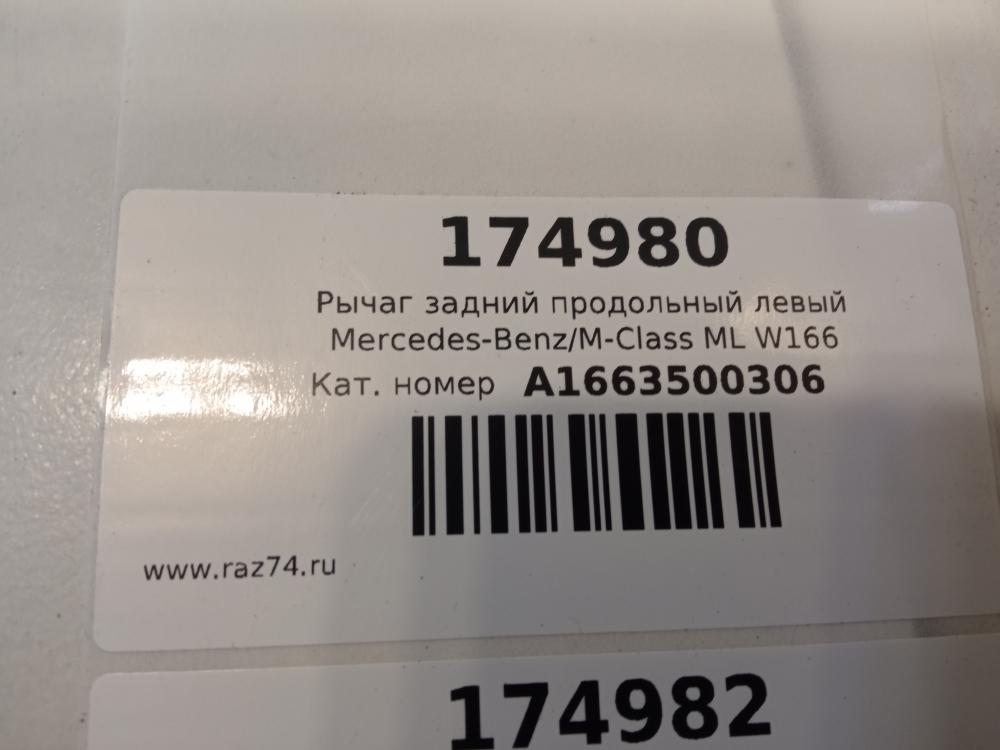 174980
Рычаг задний продольный левый
Mercedes-Benz/M-Class ML W166
Кат. номер A1663500306
www.raz74.ru
174982